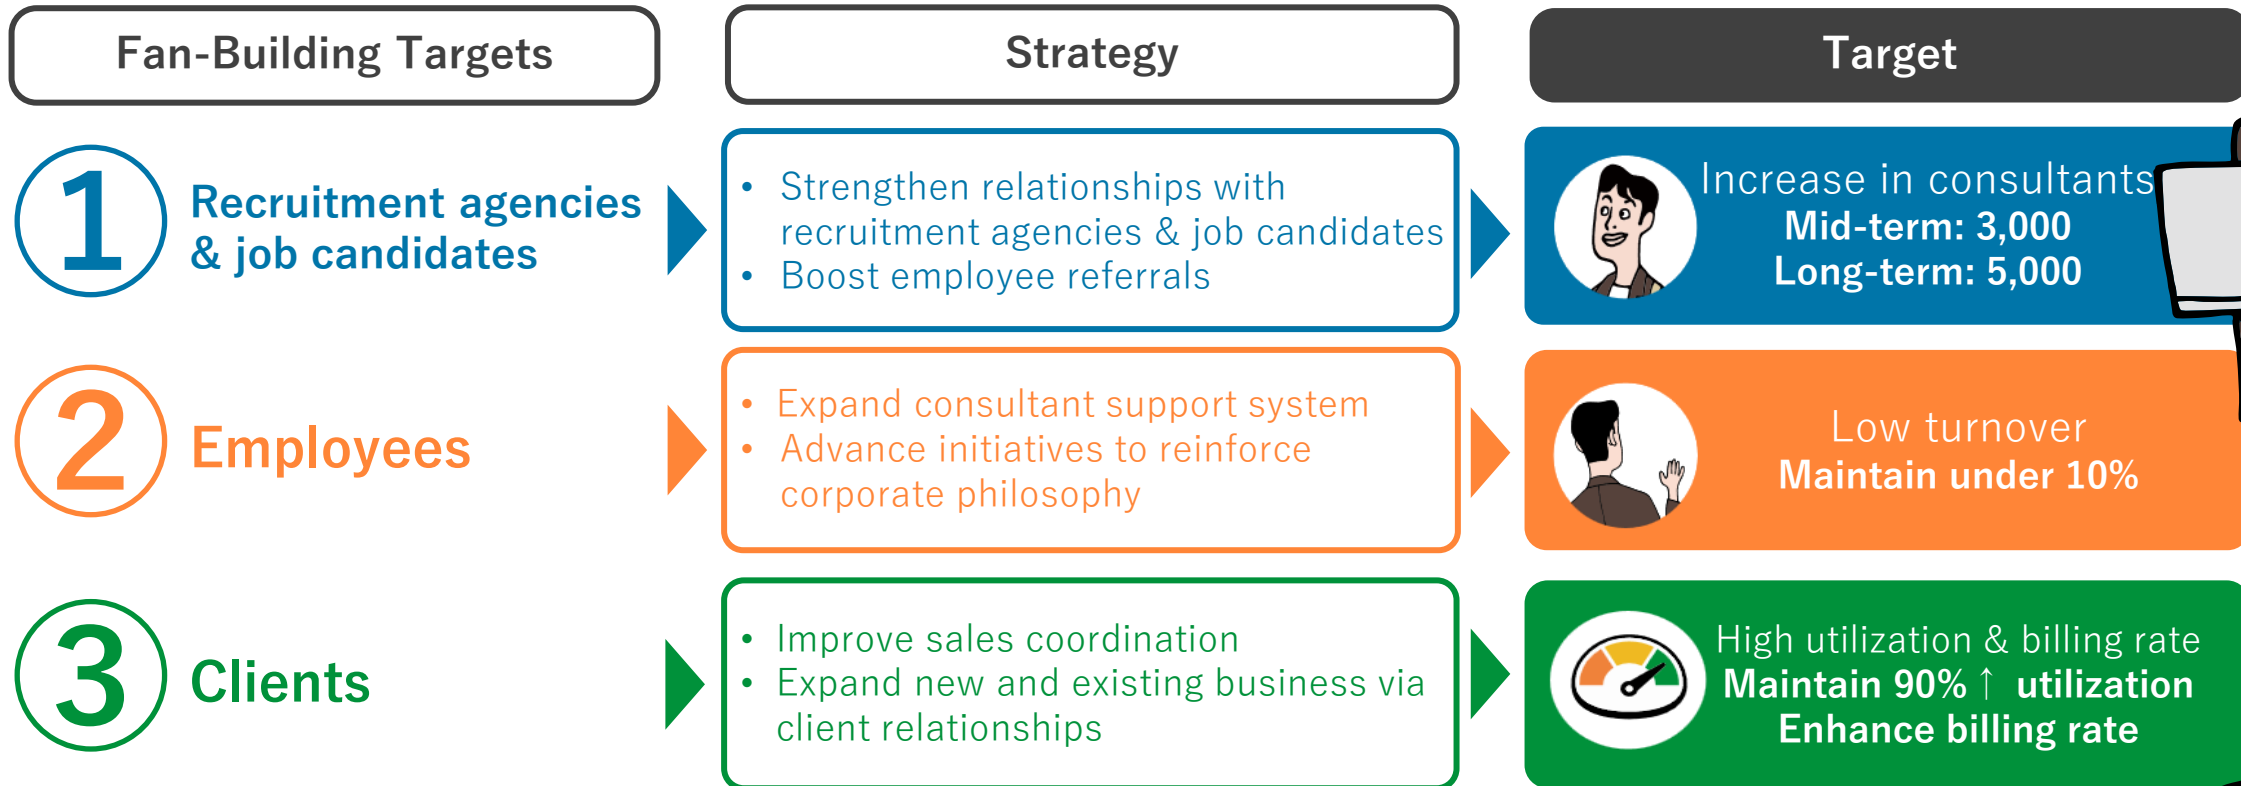 Fan-Building Targets
Strategy
Target
1
Recruitment agencies
& job candidates
• Strengthen relationships with
recruitment agencies & job candidates
• Boost employee referrals
Increase in consultants
Mid-term: 3,000
Long-term: 5,000
2
Employees
• Expand consultant support system
• Advance initiatives to reinforce
corporate philosophy
Low turnover
Maintain under 10%
3
Clients
• Improve sales coordination
• Expand new and existing business via
client relationships
High utilization & billing rate
Maintain 90%↑ utilization
Enhance billing rate